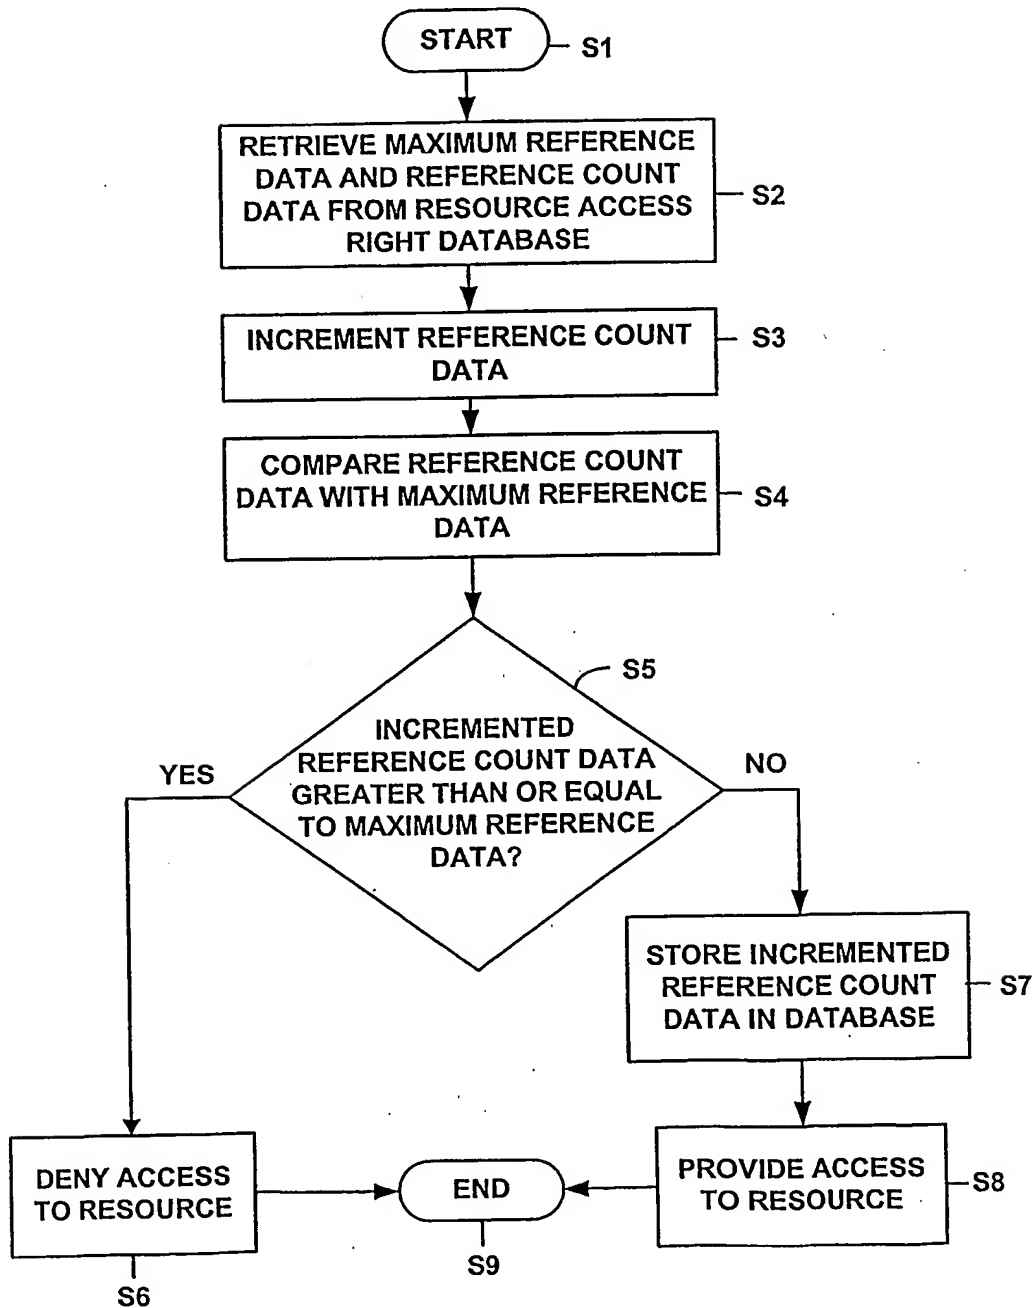 START
S1
RETRIEVE MAXIMUM REFERENCE
DATA AND REFERENCE COUNT
DATA FROM RESOURCE ACCESS
RIGHT DATABASE
S2
INCREMENT REFERENCE COUNT
DATA
S3
COMPARE REFERENCE COUNT
DATA WITH MAXIMUM REFERENCE
DATA
S4
S5
INCREMENTED
REFERENCE COUNT DATA
GREATER THAN OR EQUAL
TO MAXIMUM REFERENCE
DATA?
YES
NO
STORE INCREMENTED
REFERENCE COUNT
DATA IN DATABASE
S7
DENY ACCESS
TO RESOURCE
S6
END
S9
PROVIDE ACCESS
TO RESOURCE
S8